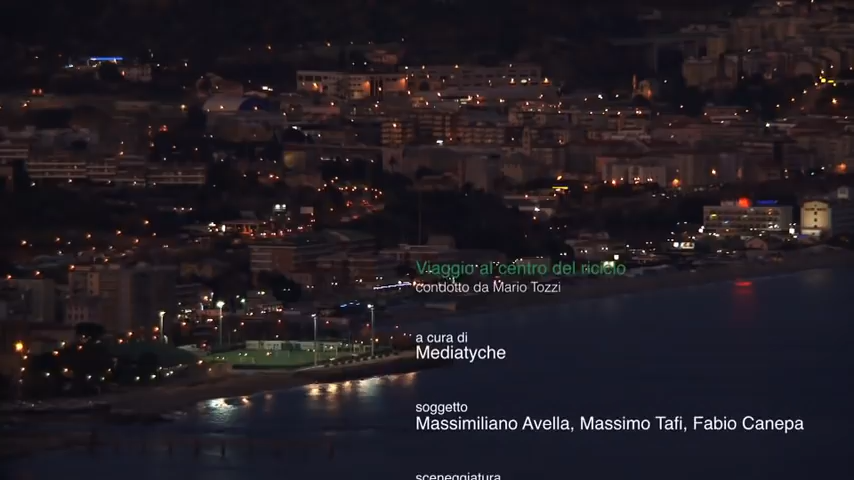 Viaggio al centro del riciclo
condotto da Mario Tozzi
a cura di
Mediatyche
soggetto
Massimiliano Avella, Massimo Tafi, Fabio Canepa
sceneggiatura